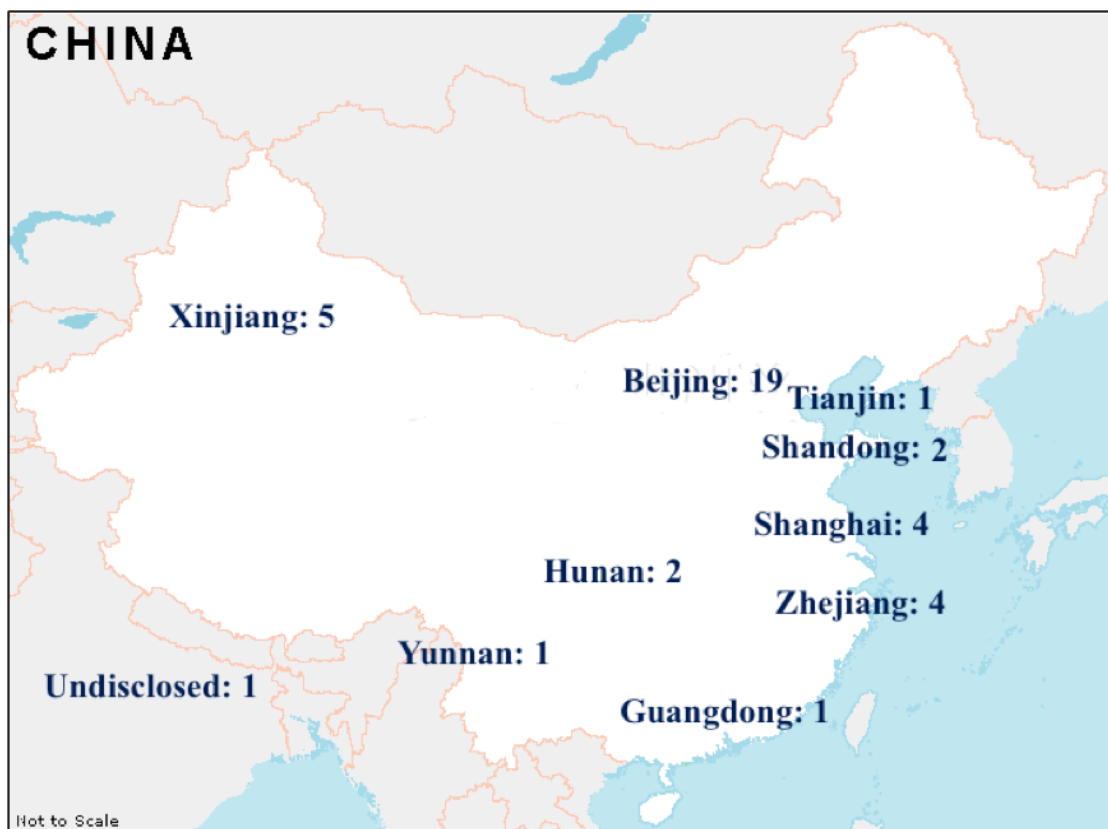 CHINA
Xinjiang: 5
Beijing: 19
Tianjin: 1
Shandong: 2
Shanghai: 4
Hunan: 2
Zhejiang: 4
Yunnan: 1
Undisclosed: 1
Guangdong: 1
Not to Scale